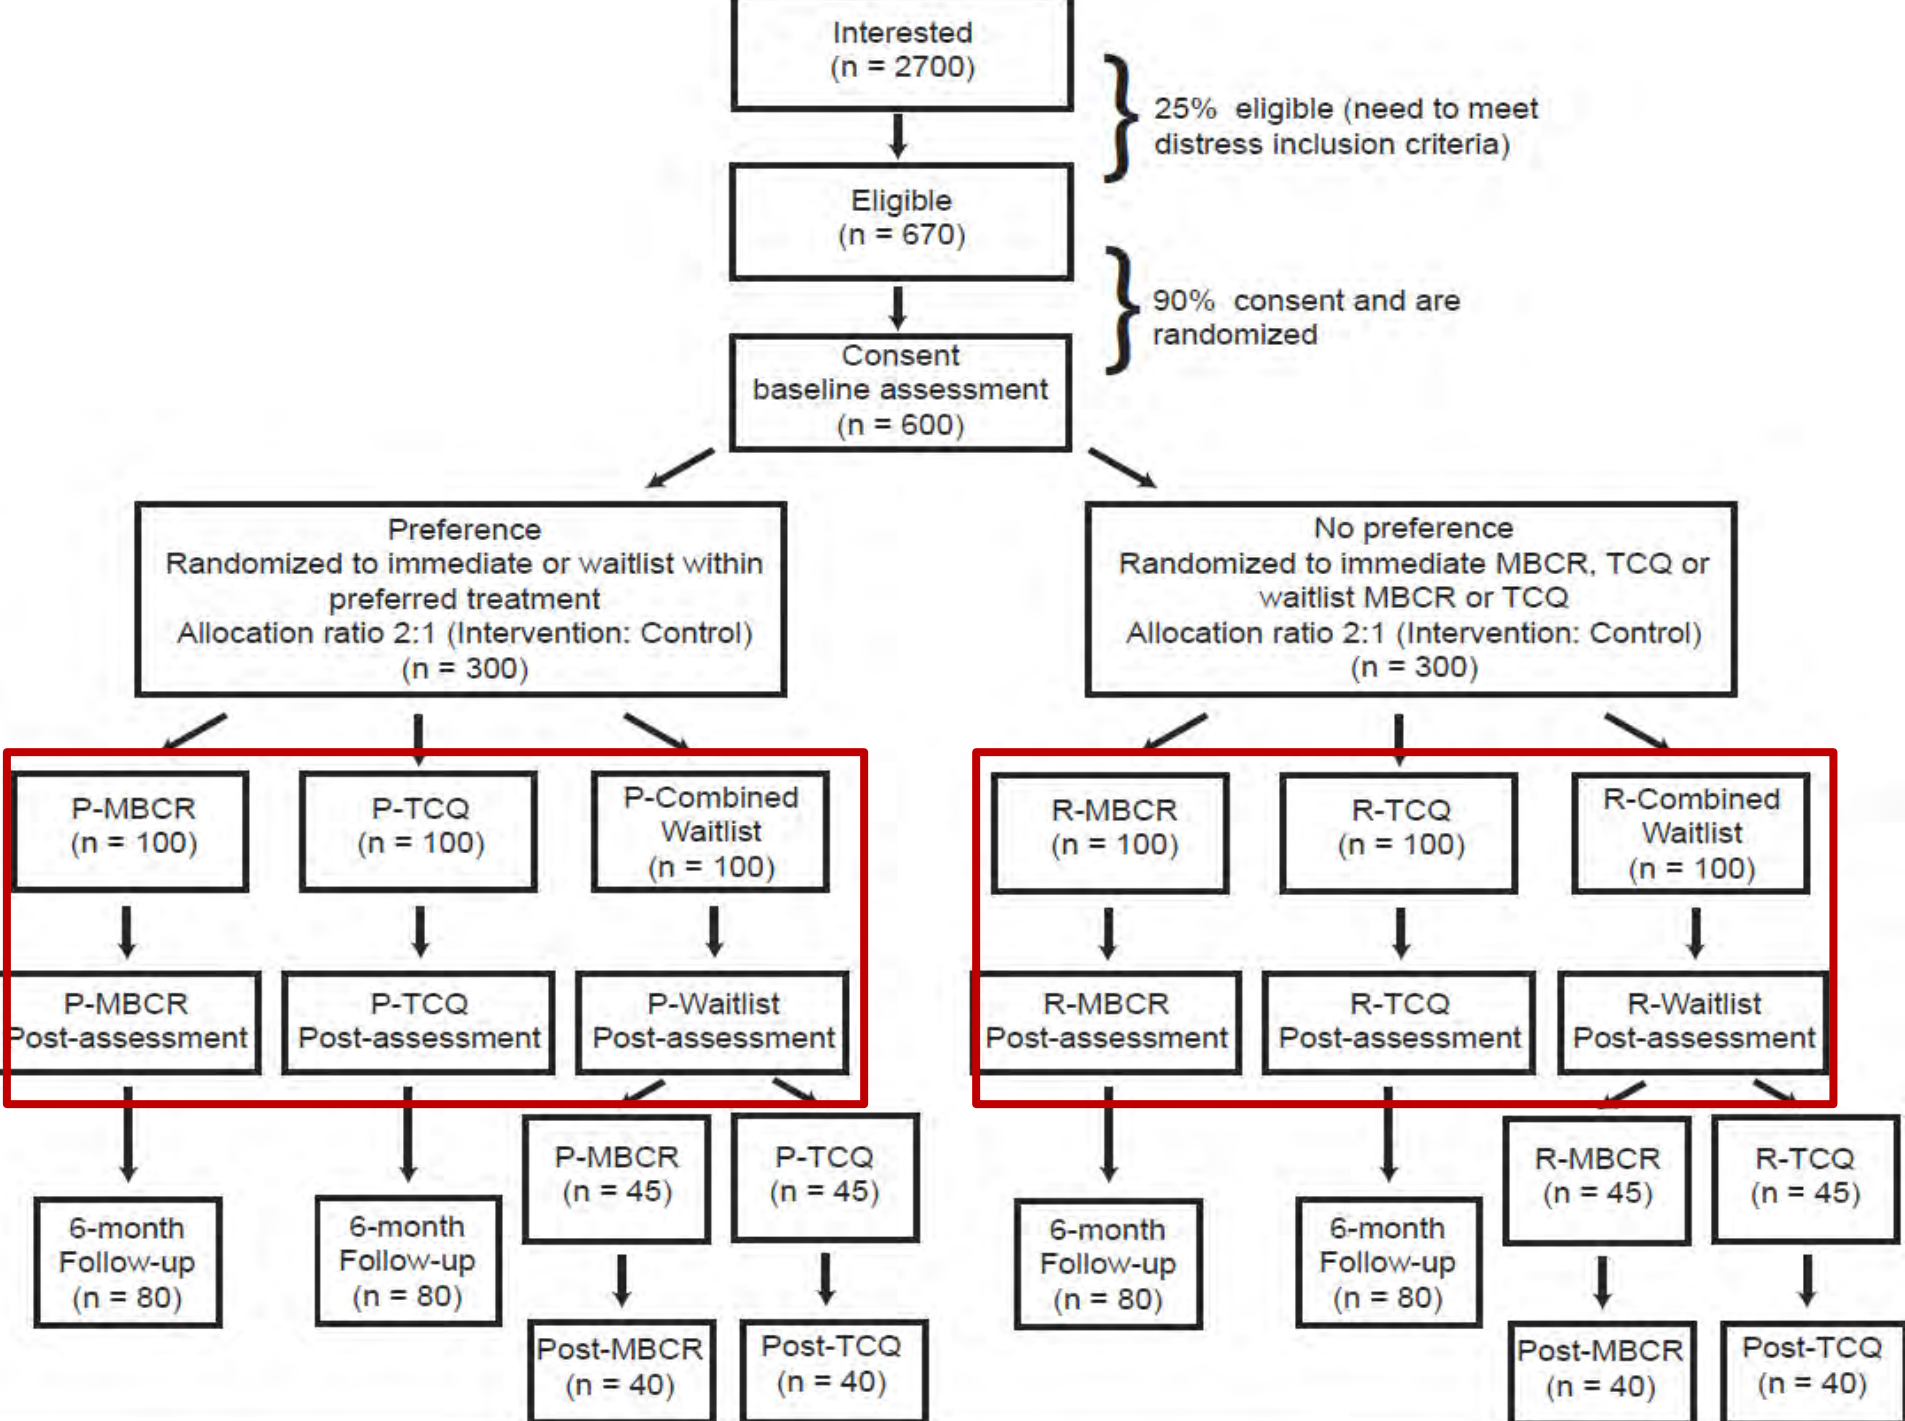 Interested
(n = 2700)
25% eligible (need to meet
distress inclusion criteria)
Eligible
(n = 670)
90% consent and are
randomized
Consent
baseline assessment
(n = 600)
Preference
Randomized to immediate or waitlist within
preferred treatment
Allocation ratio 2:1 (Intervention: Control)
(n = 300)
No preference
Randomized to immediate MBCR, TCQ or
waitlist MBCR or TCQ
Allocation ratio 2:1 (Intervention: Control)
(n = 300)
P-MBCR
(n = 100)
P-TCQ
(n = 100)
P-Combined
Waitlist
(n = 100)
R-MBCR
(n = 100)
R-TCQ
(n = 100)
R-Combined
Waitlist
(n = 100)
P-MBCR
Post-assessment
P-TCQ
Post-assessment
P-Waitlist
Post-assessment
R-MBCR
Post-assessment
R-TCQ
Post-assessment
R-Waitlist
Post-assessment
P-MBCR
(n = 45)
P-TCQ
(n = 45)
R-MBCR
(n = 45)
R-TCQ
(n = 45)
6-month
Follow-up
(n = 80)
6-month
Follow-up
(n = 80)
6-month
Follow-up
(n = 80)
6-month
Follow-up
(n = 80)
Post-MBCR
(n = 40)
Post-TCQ
(n = 40)
Post-MBCR
(n = 40)
Post-TCQ
(n = 40)